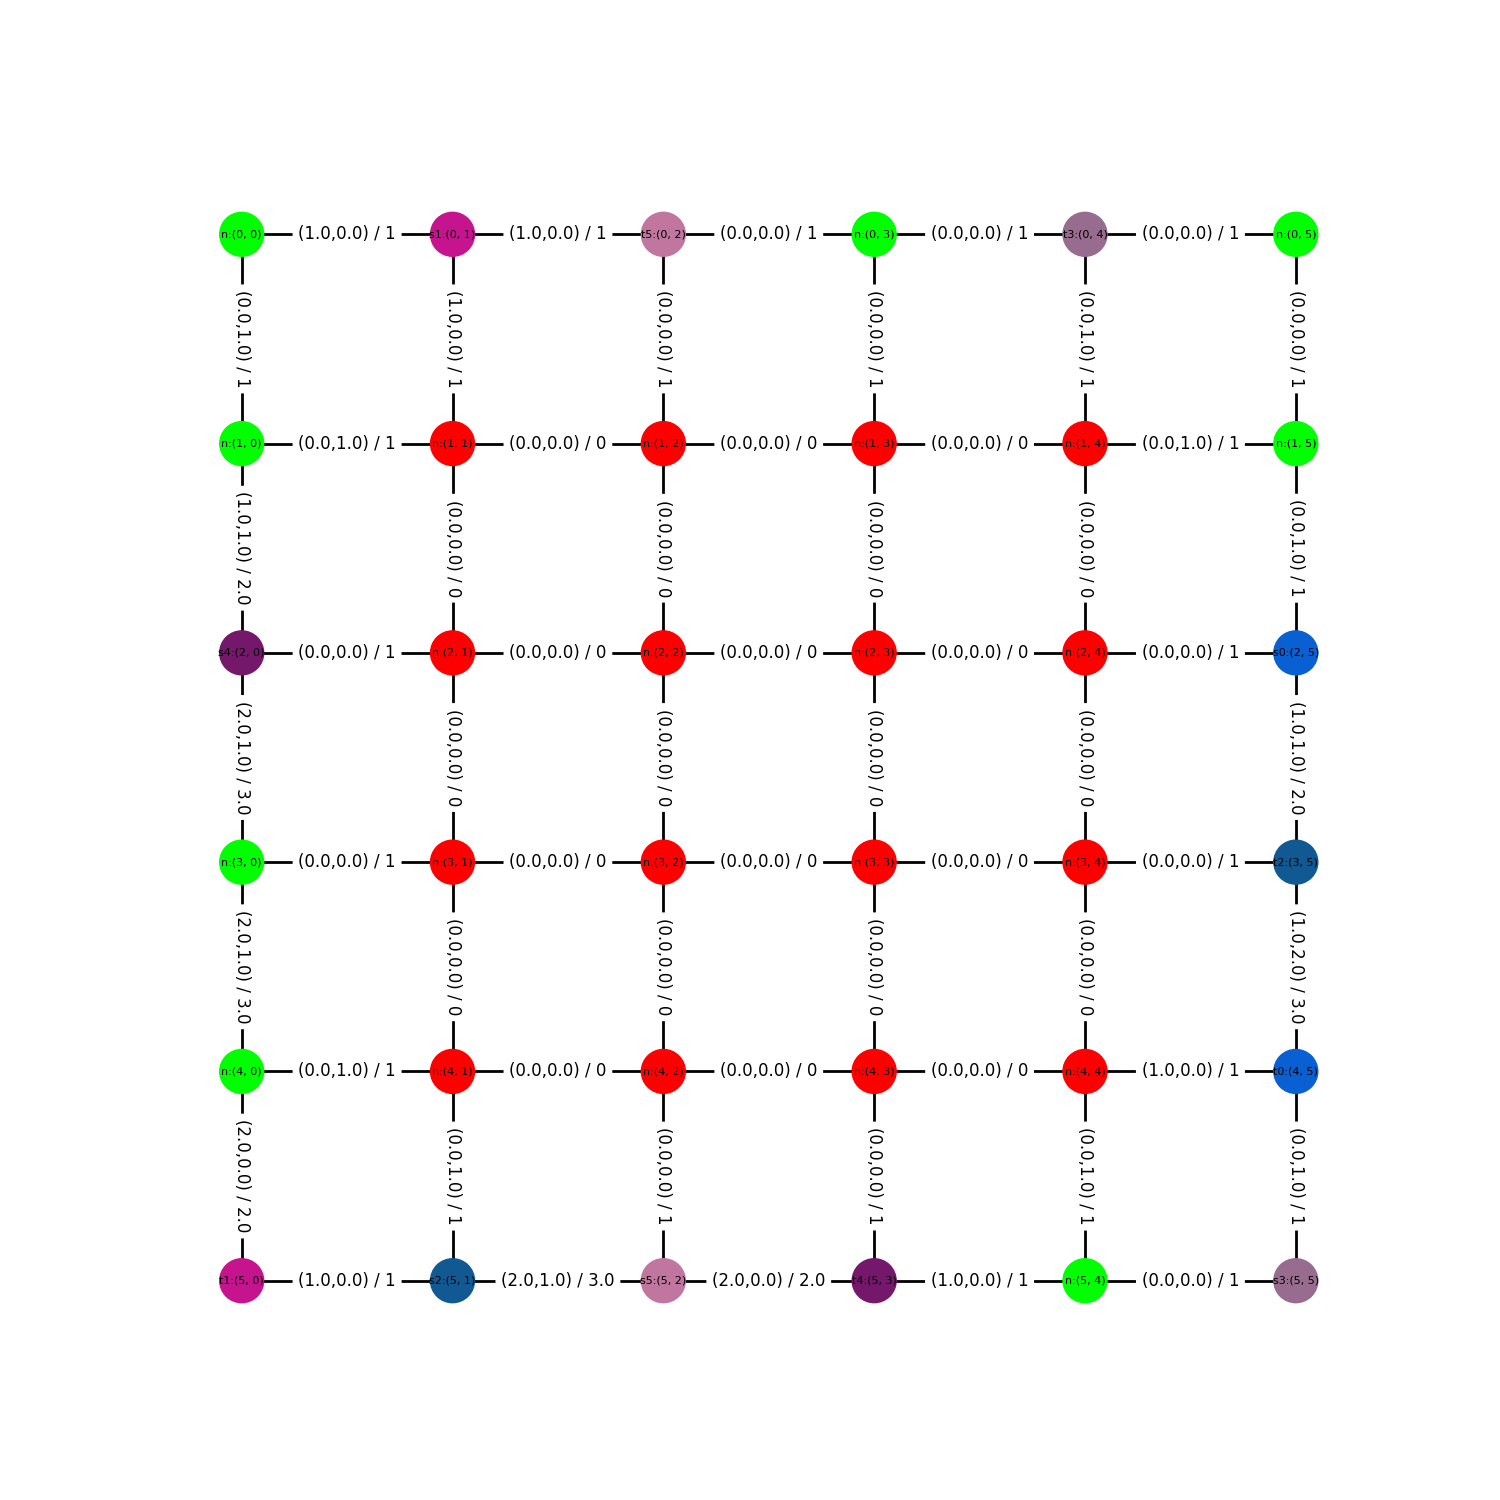 n:(0, 0) (1.0,0.0) / 1 s1:(0, 1) (1.0,0.0) / 1 t5:(0, 2) (0.0,0.0) / 1 n:(0, 3) (0.0,0.0) / 1 t3:(0, 4) (0.0,0.0) / 1 n:(0, 5)
(0.0,1.0) / 1 (1.0,0.0) / 1 (0.0,0.0) / 1 (0.0,0.0) / 1 (0.0,1.0) / 1 (0.0,0.0) / 1
n:(1, 0) (0.0,1.0) / 1 n:(1, 1) (0.0,0.0) / 0 n:(1, 2) (0.0,0.0) / 0 n:(1, 3) (0.0,0.0) / 0 n:(1, 4) (0.0,1.0) / 1 n:(1, 5)
(1.0,1.0) / 2.0 (0.0,0.0) / 0 (0.0,0.0) / 0 (0.0,0.0) / 0 (0.0,0.0) / 0 (0.0,1.0) / 1
s4:(2, 0) (0.0,0.0) / 1 n:(2, 1) (0.0,0.0) / 0 n:(2, 2) (0.0,0.0) / 0 n:(2, 3) (0.0,0.0) / 0 n:(2, 4) (0.0,0.0) / 1 s0:(2, 5)
(2.0,1.0) / 3.0 (0.0,0.0) / 0 (0.0,0.0) / 0 (0.0,0.0) / 0 (0.0,0.0) / 0 (1.0,1.0) / 2.0
n:(3, 0) (0.0,0.0) / 1 n:(3, 1) (0.0,0.0) / 0 n:(3, 2) (0.0,0.0) / 0 n:(3, 3) (0.0,0.0) / 0 n:(3, 4) (0.0,0.0) / 1 t2:(3, 5)
(2.0,1.0) / 3.0 (0.0,0.0) / 0 (0.0,0.0) / 0 (0.0,0.0) / 0 (0.0,0.0) / 0 (1.0,2.0) / 3.0
n:(4, 0) (0.0,1.0) / 1 n:(4, 1) (0.0,0.0) / 0 n:(4, 2) (0.0,0.0) / 0 n:(4, 3) (0.0,0.0) / 0 n:(4, 4) (1.0,0.0) / 1 t0:(4, 5)
(2.0,0.0) / 2.0 (0.0,1.0) / 1 (0.0,0.0) / 1 (0.0,0.0) / 1 (0.0,1.0) / 1 (0.0,1.0) / 1
t1:(5, 0) (1.0,0.0) / 1 s2:(5, 1) (2.0,1.0) / 3.0 s5:(5, 2) (2.0,0.0) / 2.0 t4:(5, 3) (1.0,0.0) / 1 n:(5, 4) (0.0,0.0) / 1 s3:(5, 5)